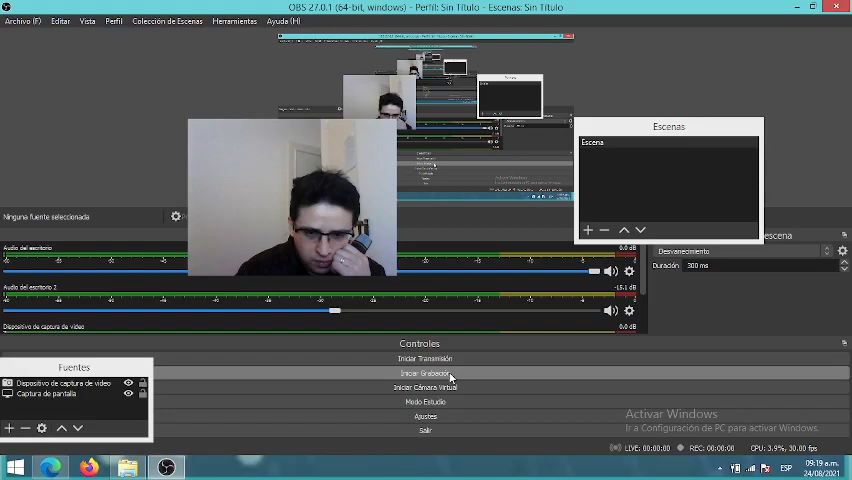 OBS 27.0.1 (64-bit, windows) - Perfil: Sin Título - Escenas: Sin Título
Archivo (F) Editar Vista Perfil Colección de Escenas Herramientas Ayuda (H)
Escenas
Escena
Ninguna fuente seleccionada
escena
Audio del escritorio 0.0 dB
Desvanecimiento
Duración 300 ms
Audio del escritorio 2 -15.1 dB
Dispositivo de captura de video 0.0 dB
Controles
Iniciar Transmisión
Iniciar Grabación
Iniciar Cámara Virtual
Modo Estudio
Ajustes
Salir
Fuentes
Dispositivo de captura de video
Captura de pantalla
Activar Windows
Ir a Configuración de PC para activar Windows.
LIVE: 00:00:00 REC: 00:00:00 CPU: 3.9%, 30.00 fps
ESP
09:19 a.m.
24/08/2021